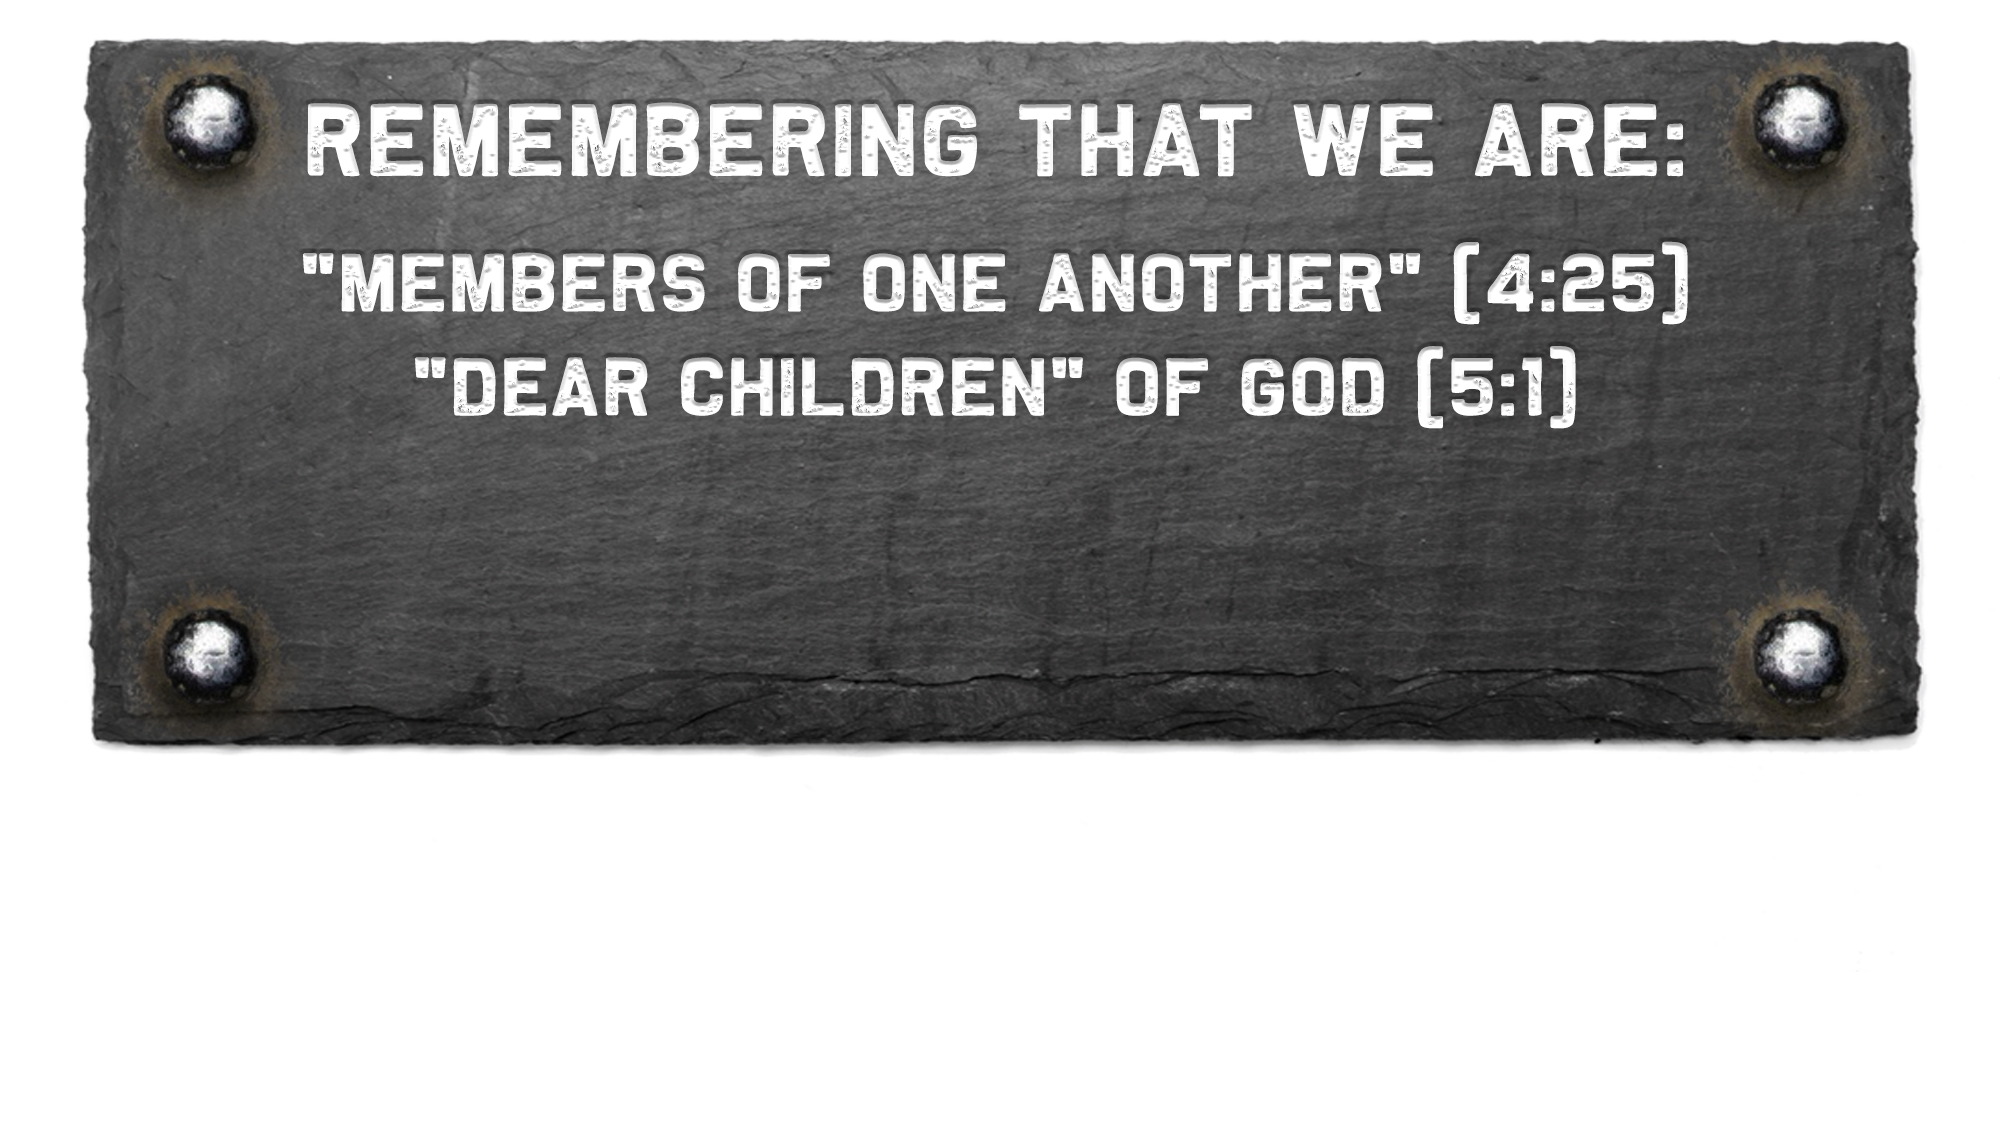 REMEMBERING THAT WE ARE:
"MEMBERS OF ONE ANOTHER" (4:25)
"DEAR CHILDREN" OF GOD (5:1)